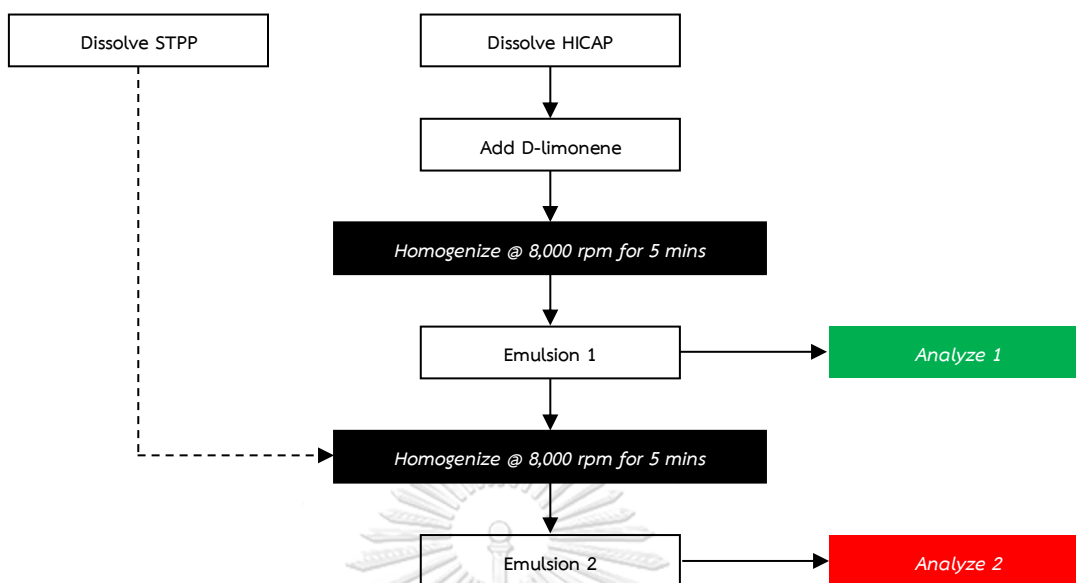 Dissolve STPP
Dissolve HICAP
Add D-limonene
Homogenize @ 8,000 rpm for 5 mins
Emulsion 1
Analyze 1
Homogenize @ 8,000 rpm for 5 mins
Emulsion 2
Analyze 2